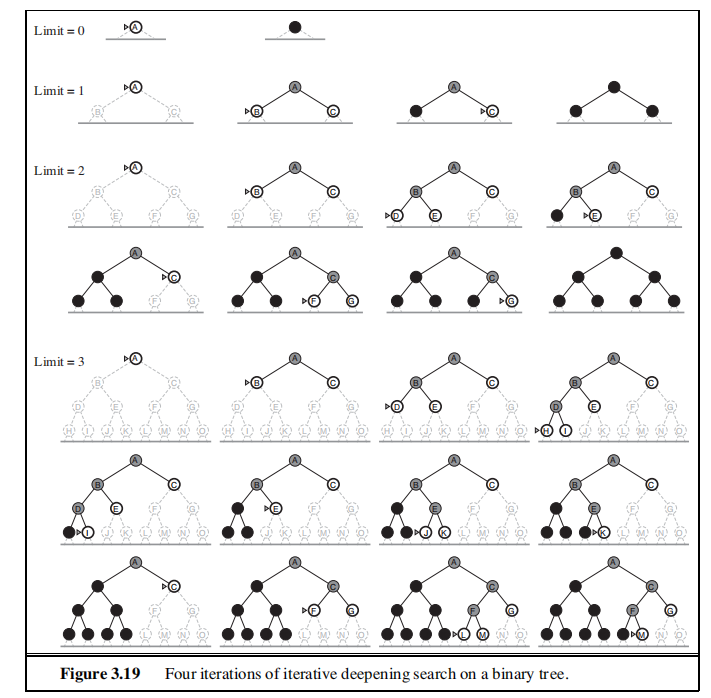 Limit = 0
A
Limit = 1
A A A
B C B C C
Limit = 2
A A A A
B C B C B C B C
D E F G D E F G D E F G E F G
A A A
C C C
F G F G G
Limit = 3
A A A A
B C B C B C B C
D E F G D E F G D E F G D E F G
H I J K L M N O H I J K L M N O H I J K L M N O H I J K L M N O
A A A A
B C B C B C B C
D E F G E F G E F G E F G
I J K L M N O J K L M N O J K L M N O K L M N O
A A A A
C C C C
F G F G F G F G
L M N O L M N O L M N O M N O
Figure 3.19 Four iterations of iterative deepening search on a binary tree.